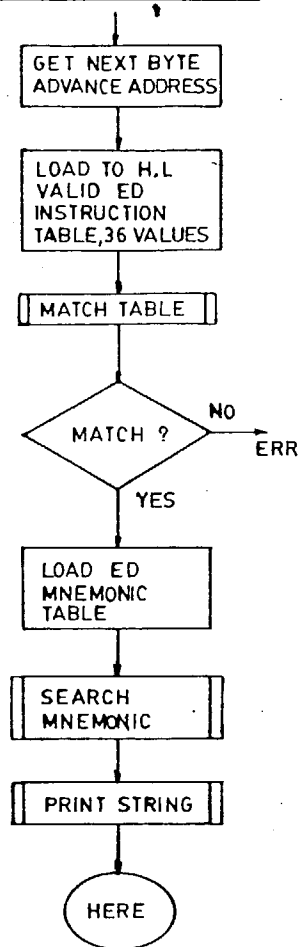 GET NEXT BYTE
ADVANCE ADDRESS
LOAD TO H.L
VALID ED
INSTRUCTION
TABLE,36 VALUES
MATCH TABLE
MATCH ?
NO
ERR
YES
LOAD ED
MNEMONIC
TABLE
SEARCH
MNEMONIC
PRINT STRING
HERE